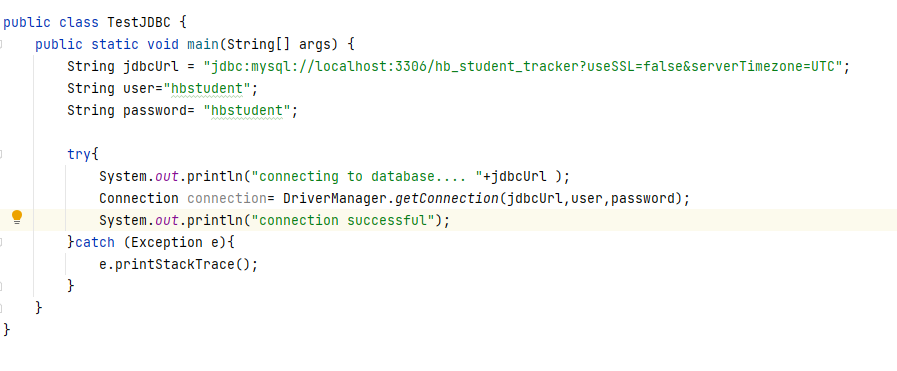 public class TestJDBC {
    public static void main(String[] args) {
        String jdbcUrl = "jdbc:mysql://localhost:3306/hb_student_tracker?useSSL=false&serverTimezone=UTC";
        String user="hbstudent";
        String password= "hbstudent";
        try{
            System.out.println("connecting to database.... "+jdbcUrl );
            Connection connection= DriverManager.getConnection(jdbcUrl,user,password);
            System.out.println("connection successful");
        }catch (Exception e){
            e.printStackTrace();
        }
    }
}